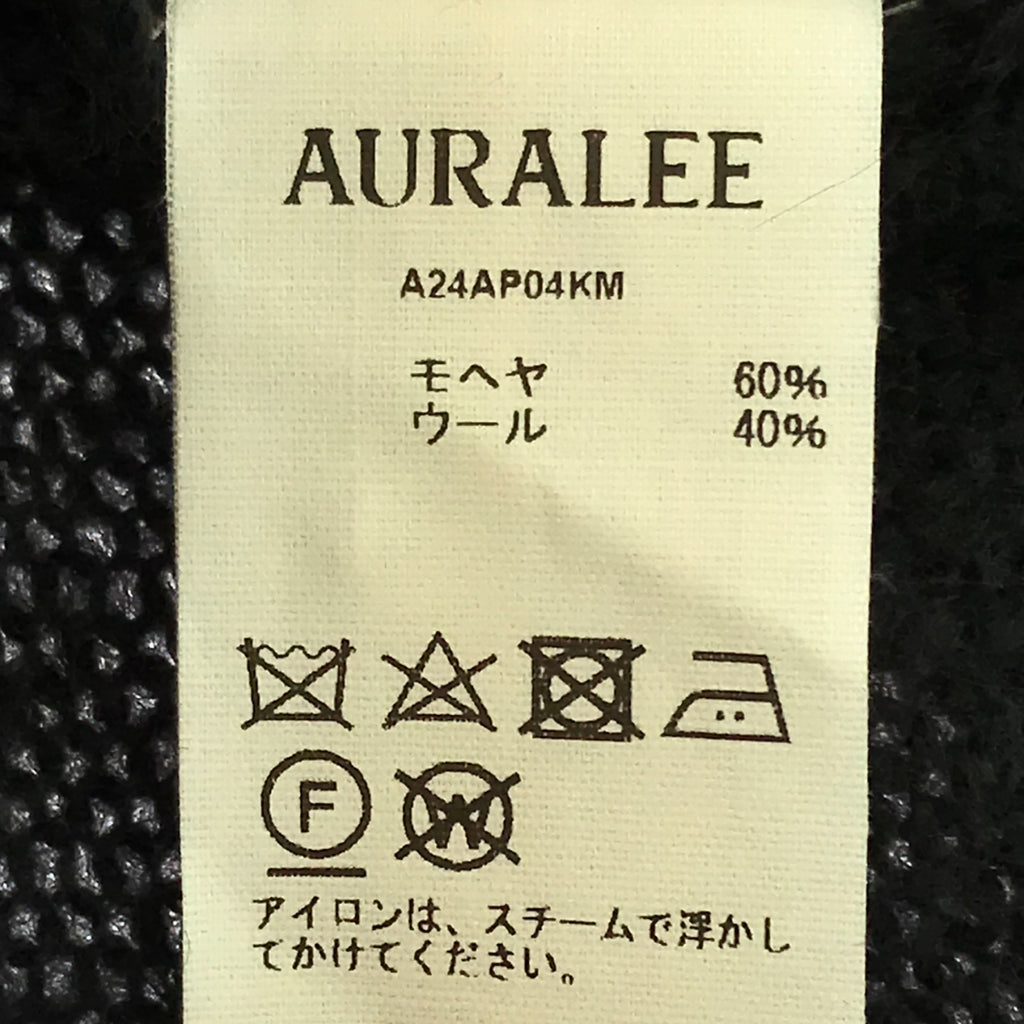 AURALEE
A24AP04KM
モヘヤ 60%
ウール 40%
F W
アイロンは、スチームで浮かし
てかけてください。